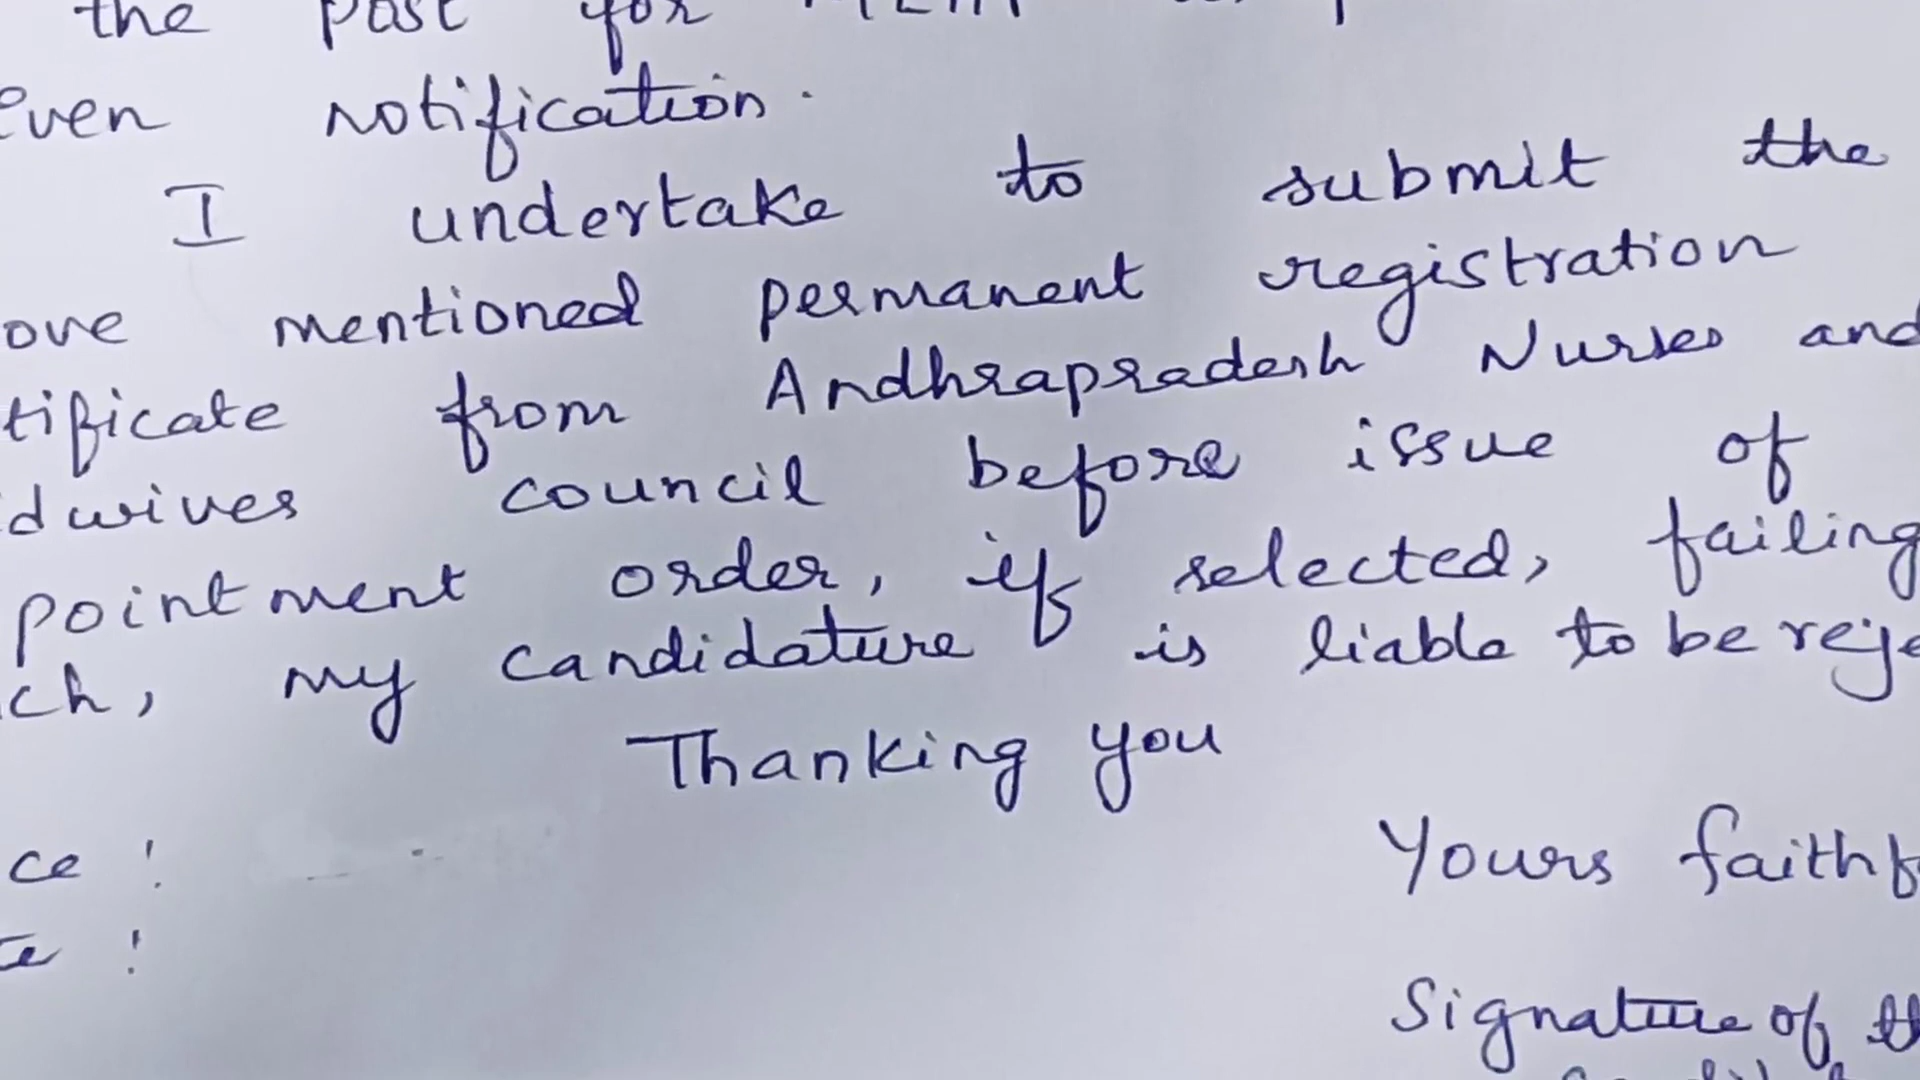 the post for
even notification.
I undertake to submit the
ove mentioned permanent registration
tificate from Andhrapradesh Nurses and
dwives council before issue of
pointment order, if selected, failing
ch, my candidature is liable to be reje
Thanking you
ce :
te :
Yours faithf
Signature of th